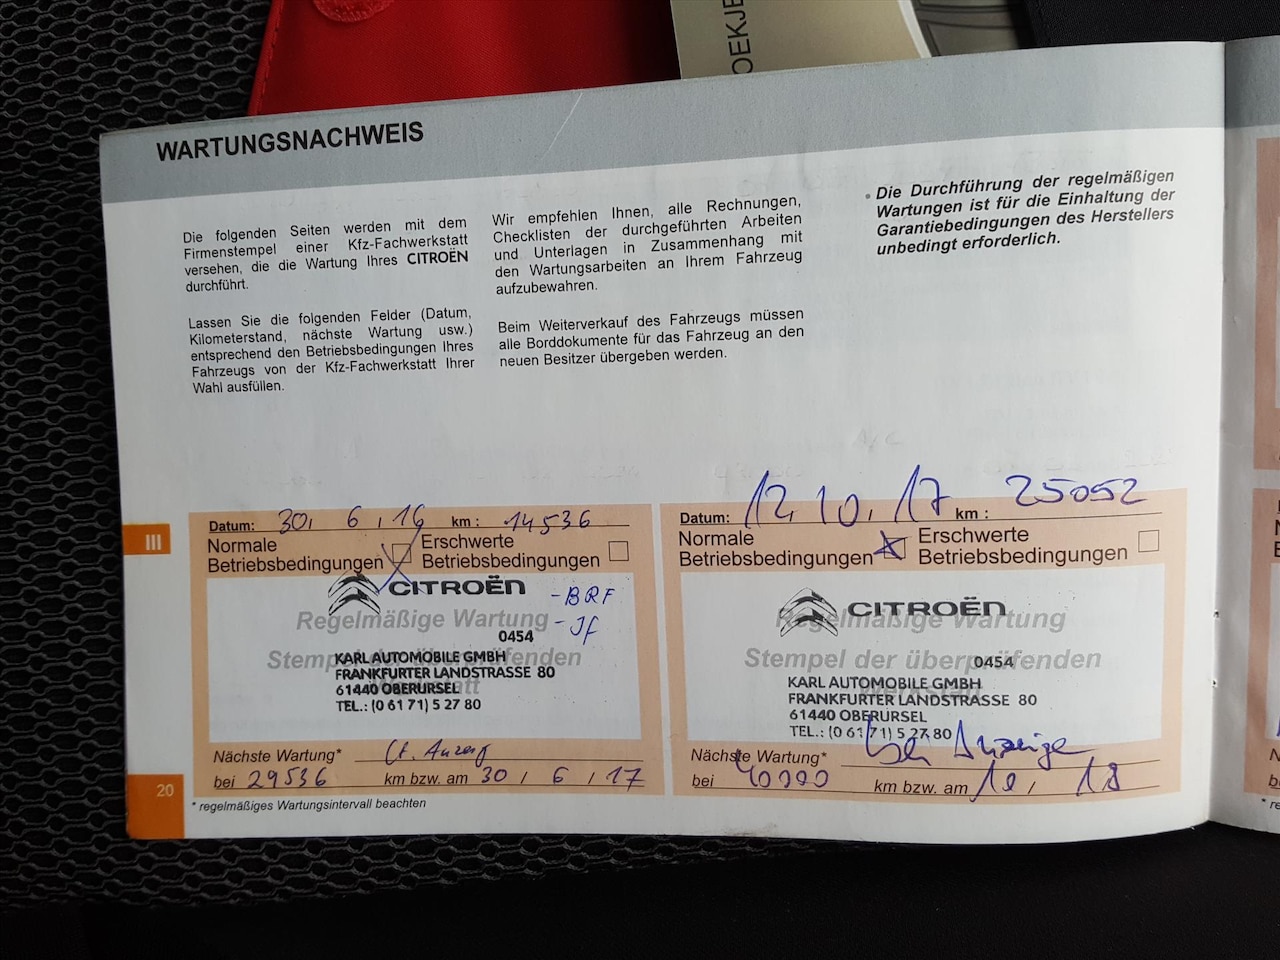 OEKJE
WARTUNGSNACHWEIS
Die folgenden Seiten werden mit dem
Firmenstempel einer Kfz-Fachwerkstatt
versehen, die die Wartung Ihres CITROËN
durchführt.
Lassen Sie die folgenden Felder (Datum,
Kilometerstand, nächste Wartung usw.)
entsprechend den Betriebsbedingungen Ihres
Fahrzeugs von der Kfz-Fachwerkstatt Ihrer
Wahl ausfüllen.
Wir empfehlen Ihnen, alle Rechnungen,
Checklisten der durchgeführten Arbeiten
und Unterlagen in Zusammenhang mit
den Wartungsarbeiten an Ihrem Fahrzeug
aufzubewahren.
Beim Weiterverkauf des Fahrzeugs müssen
alle Borddokumente für das Fahrzeug an den
neuen Besitzer übergeben werden.
• Die Durchführung der regelmäßigen
Wartungen ist für die Einhaltung der
Garantiebedingungen des Herstellers
unbedingt erforderlich.
III
Datum: 30, 6, 16 km: 14536
Normale
Betriebsbedingungen
Erschwerte
Betriebsbedingungen
CITROËN
- BRF
Regelmäßige Wartung
0454
Stempel der überprüfenden
Werkstatt
KARL AUTOMOBILE GMBH
FRANKFURTER LANDSTRASSE 80
61440 OBERURSEL
TEL.: (0 61 71) 5 27 80
Nächste Wartung*
bei 29536 km bzw. am 30, 6, 17
Datum: 12, 10, 17 km: 25052
Normale
Betriebsbedingungen
Erschwerte
Betriebsbedingungen
CITROËN
Regelmäßige Wartung
Stempel der überprüfenden
Werkstatt
0454
KARL AUTOMOBILE GMBH
FRANKFURTER LANDSTRASSE 80
61440 OBERURSEL
TEL.: (0 61 71) 5 27 80
Nächste Wartung* bei Anzeige
bei 40000 km bzw. am 10, 18
20
* regelmäßiges Wartungsintervall beachten